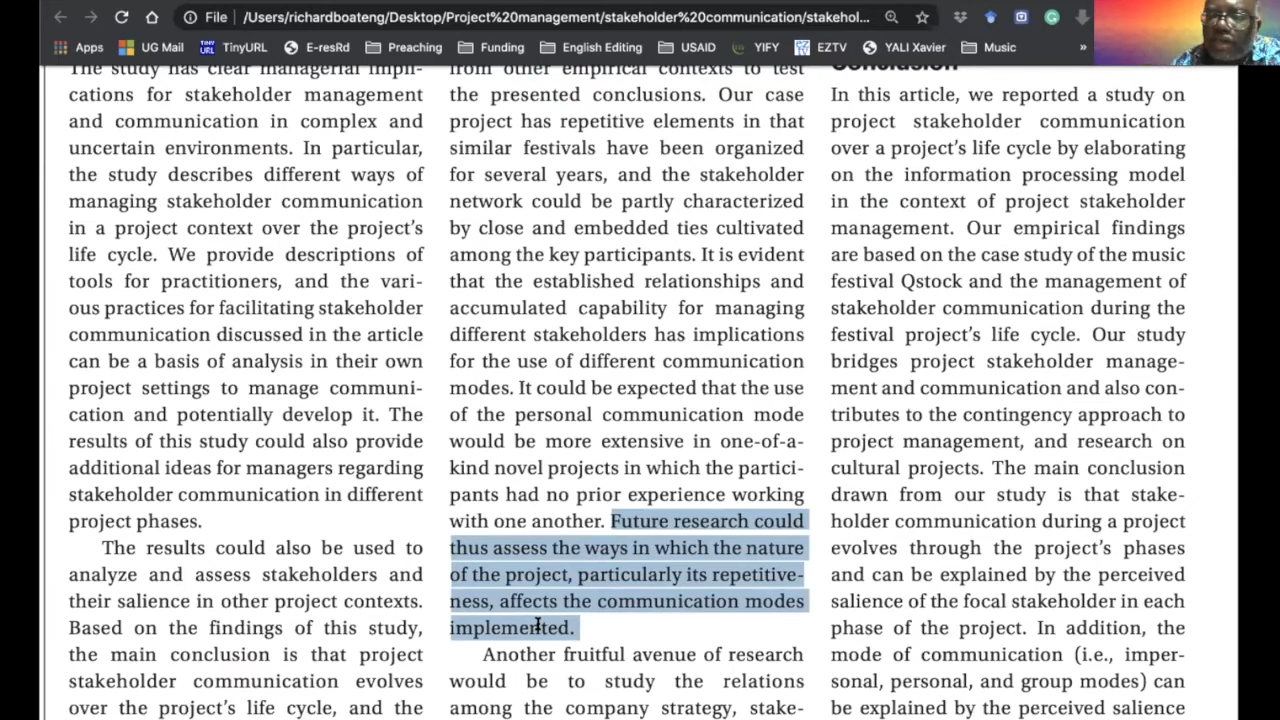 File /Users/richardboateng/Desktop/Project%20management/stakeholder%20communication/stakehol...
Apps UG Mail TINY URL TinyURL E-resRd Preaching Funding English Editing USAID YIFY EZTV YALI Xavier Music »
The study has clear managerial impli-
cations for stakeholder management
and communication in complex and
uncertain environments. In particular,
the study describes different ways of
managing stakeholder communication
in a project context over the project's
life cycle. We provide descriptions of
tools for practitioners, and the vari-
ous practices for facilitating stakeholder
communication discussed in the article
can be a basis of analysis in their own
project settings to manage communi-
cation and potentially develop it. The
results of this study could also provide
additional ideas for managers regarding
stakeholder communication in different
project phases.
The results could also be used to
analyze and assess stakeholders and
their salience in other project contexts.
Based on the findings of this study,
the main conclusion is that project
stakeholder communication evolves
over the project's life cycle, and the
from other empirical contexts to test
the presented conclusions. Our case
project has repetitive elements in that
similar festivals have been organized
for several years, and the stakeholder
network could be partly characterized
by close and embedded ties cultivated
among the key participants. It is evident
that the established relationships and
accumulated capability for managing
different stakeholders has implications
for the use of different communication
modes. It could be expected that the use
of the personal communication mode
would be more extensive in one-of-a-
kind novel projects in which the partici-
pants had no prior experience working
with one another. Future research could
thus assess the ways in which the nature
of the project, particularly its repetitive-
ness, affects the communication modes
implemented.
Another fruitful avenue of research
would be to study the relations
among the company strategy, stake-
Conclusion
In this article, we reported a study on
project stakeholder communication
over a project's life cycle by elaborating
on the information processing model
in the context of project stakeholder
management. Our empirical findings
are based on the case study of the music
festival Qstock and the management of
stakeholder communication during the
festival project's life cycle. Our study
bridges project stakeholder manage-
ment and communication and also con-
tributes to the contingency approach to
project management, and research on
cultural projects. The main conclusion
drawn from our study is that stake-
holder communication during a project
evolves through the project's phases
and can be explained by the perceived
salience of the focal stakeholder in each
phase of the project. In addition, the
mode of communication (i.e., imper-
sonal, personal, and group modes) can
be explained by the perceived salience